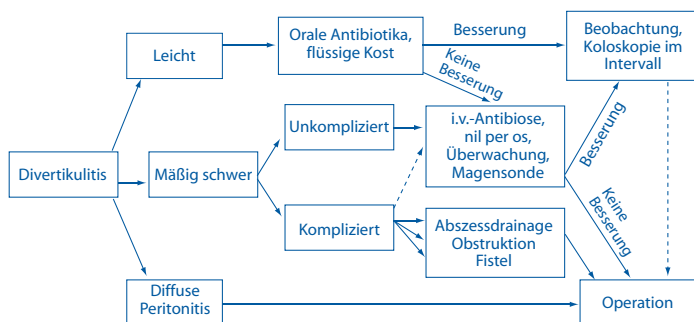 Leicht
Orale Antibiotika,
flüssige Kost
Besserung
Keine
Besserung
Beobachtung,
Koloskopie im
Intervall
Divertikulitis
Mäßig schwer
Unkompliziert
i.v.-Antibiose,
nil per os,
Überwachung,
Magensonde
Besserung
Keine
Besserung
Kompliziert
Abszessdrainage
Obstruktion
Fistel
Diffuse
Peritonitis
Operation